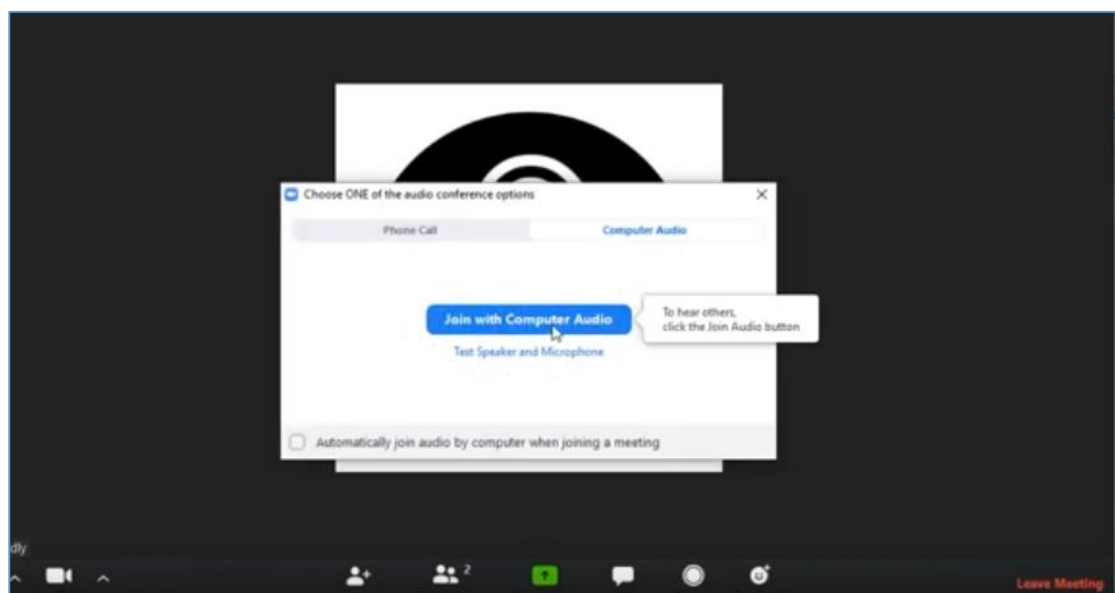 Choose ONE of the audio conference options
Phone Call
Computer Audio
Join with Computer Audio
To hear others,
click the Join Audio button
Test Speaker and Microphone
Automatically join audio by computer when joining a meeting
dly
2
Leave Meeting